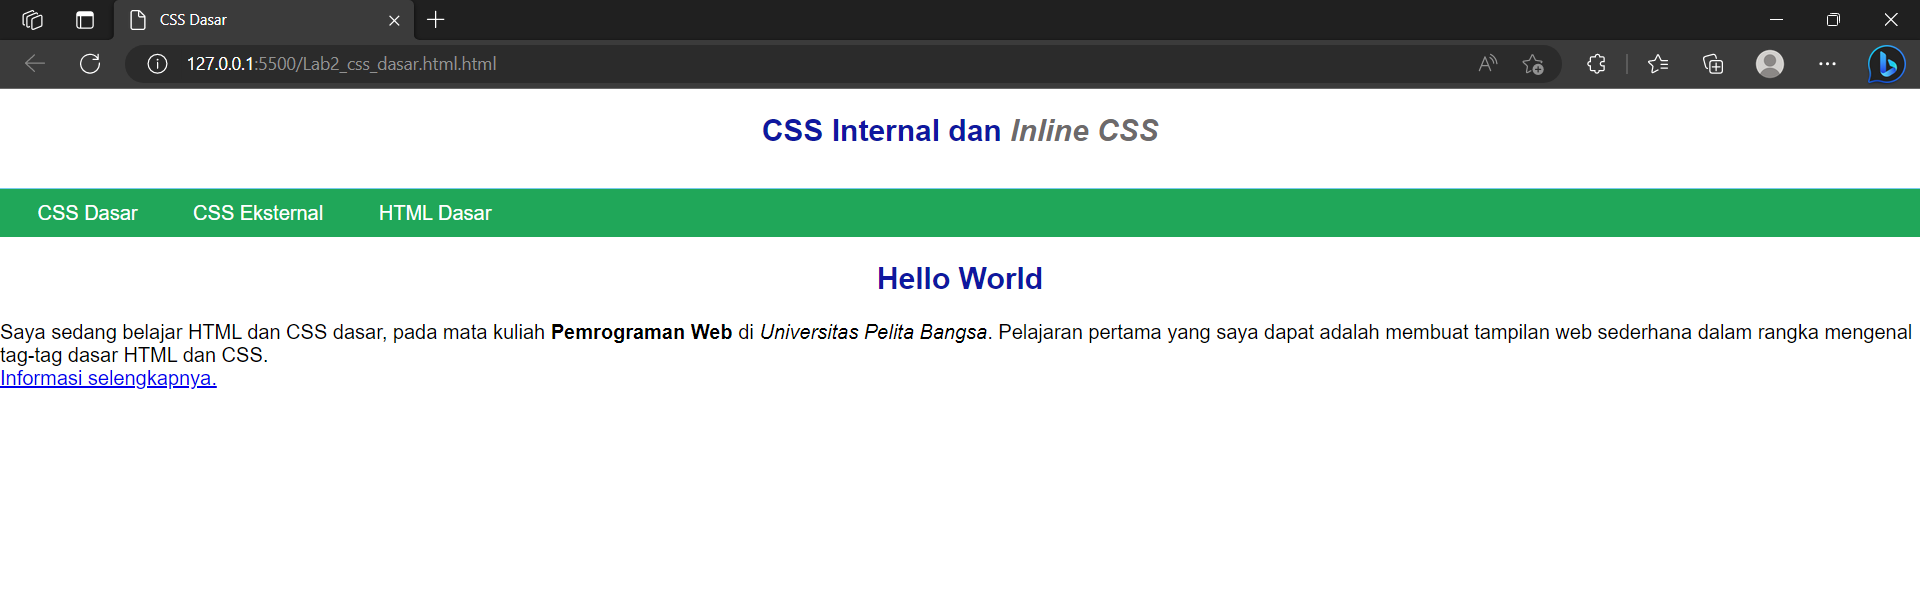 CSS Dasar
127.0.0.1:5500/Lab2_css_dasar.html.html
CSS Internal dan Inline CSS
CSS Dasar CSS Eksternal HTML Dasar
Hello World
Saya sedang belajar HTML dan CSS dasar, pada mata kuliah Pemrograman Web di Universitas Pelita Bangsa. Pelajaran pertama yang saya dapat adalah membuat tampilan web sederhana dalam rangka mengenal
tag-tag dasar HTML dan CSS.
Informasi selengkapnya.